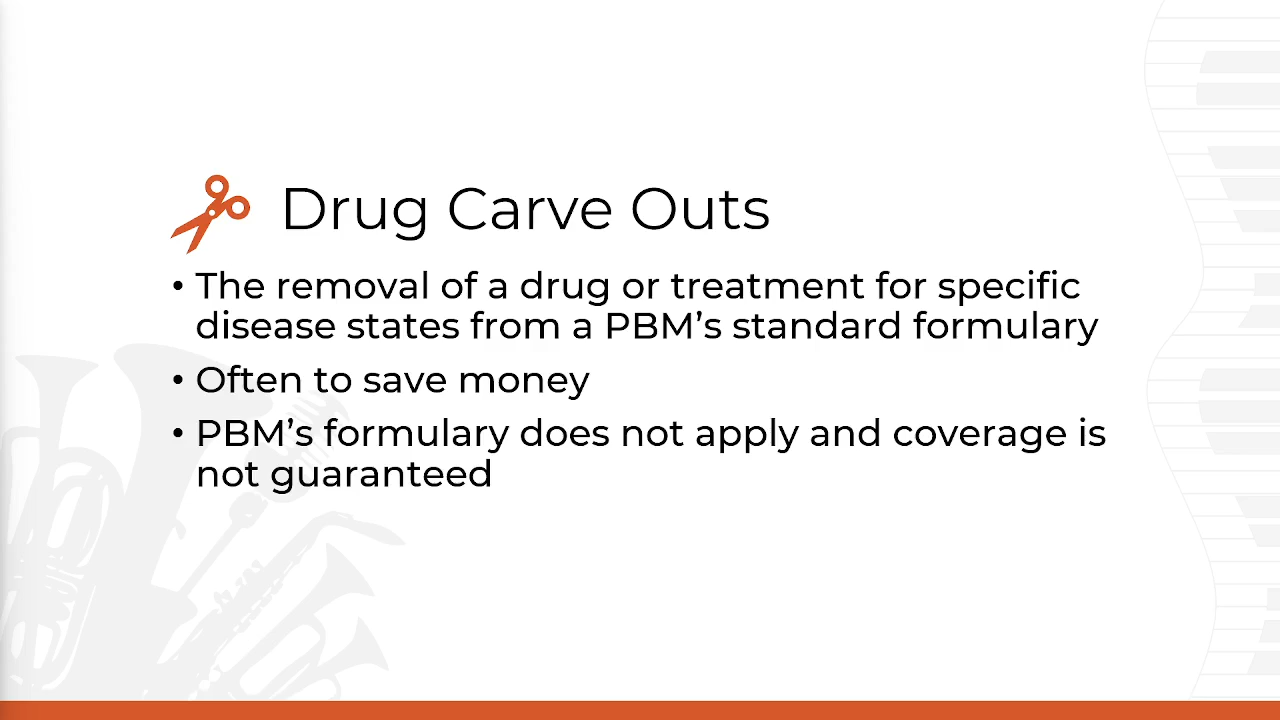 Drug Carve Outs
• The removal of a drug or treatment for specific
disease states from a PBM’s standard formulary
• Often to save money
• PBM’s formulary does not apply and coverage is
not guaranteed